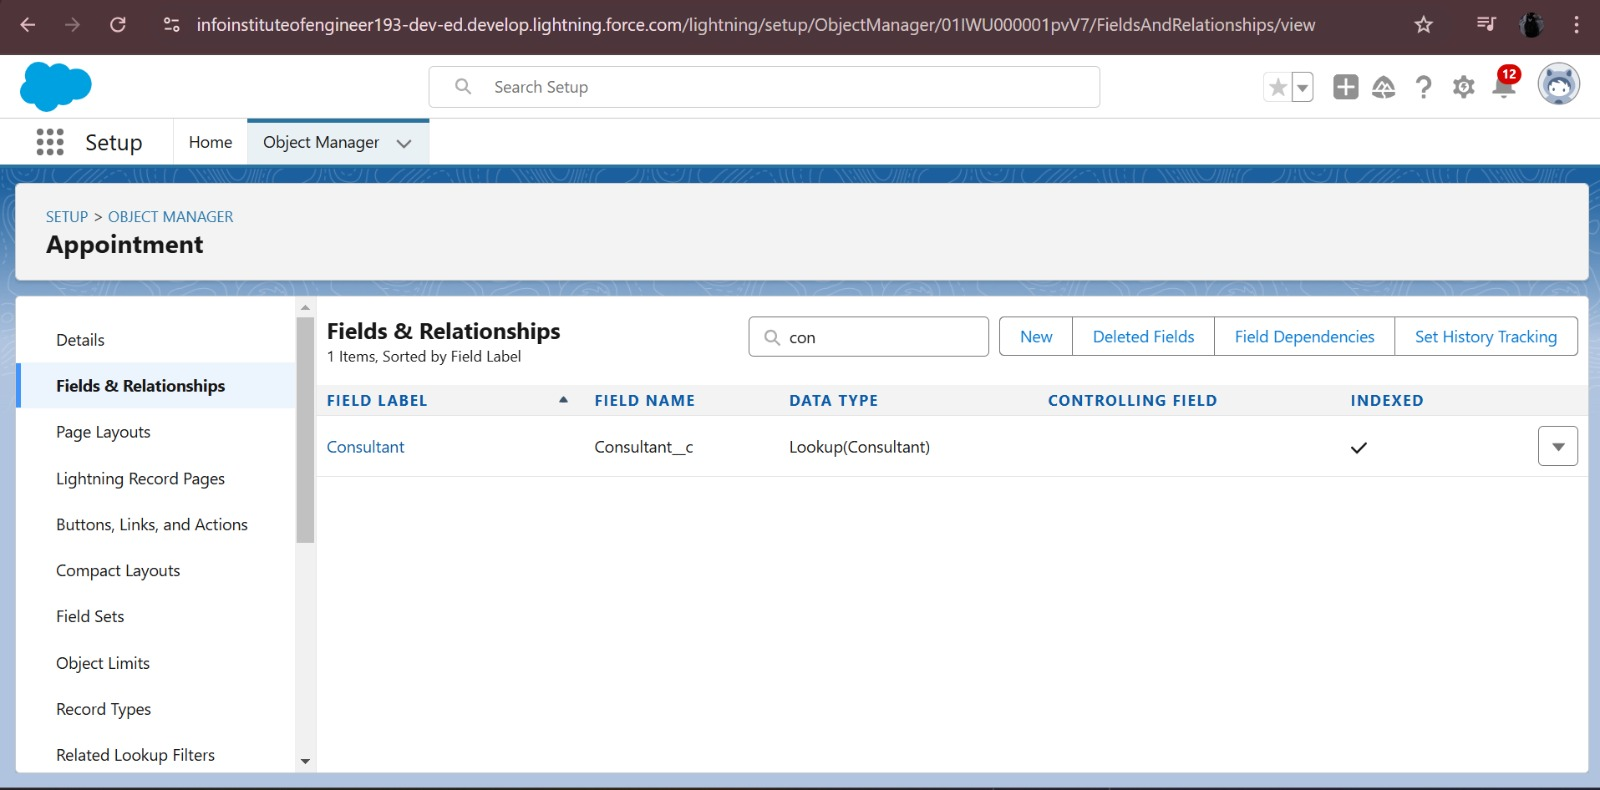 infoinstituteofengineer193-dev-ed.develop.lightning.force.com/lightning/setup/ObjectManager/01IWU000001pvV7/FieldsAndRelationships/view
Search Setup
12
Setup
Home
Object Manager
SETUP > OBJECT MANAGER
Appointment
Details
Fields & Relationships
Page Layouts
Lightning Record Pages
Buttons, Links, and Actions
Compact Layouts
Field Sets
Object Limits
Record Types
Related Lookup Filters
Fields & Relationships
1 Items, Sorted by Field Label
con
New
Deleted Fields
Field Dependencies
Set History Tracking
FIELD LABEL
FIELD NAME
DATA TYPE
CONTROLLING FIELD
INDEXED
Consultant
Consultant__c
Lookup(Consultant)